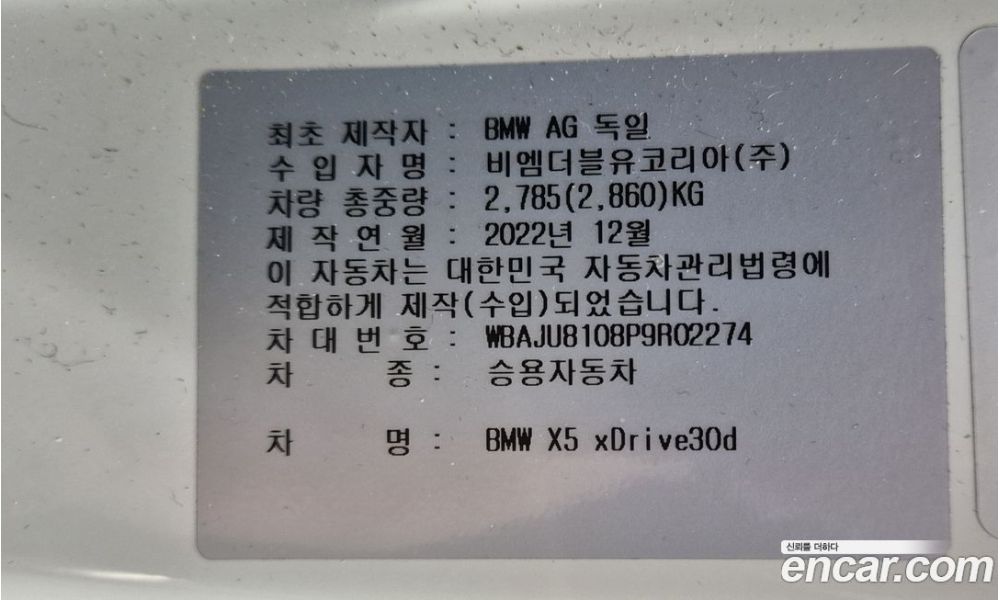 최초 제작자 : BMW AG 독일
수 입 자 명 : 비엠더블유코리아(주)
차량 총중량 : 2,785(2,860)KG
제 작 연 월 : 2022년 12월
이 자동차는 대한민국 자동차관리법령에
적합하게 제작(수입)되었습니다.
차 대 번 호 : WBAJU8108P9R02274
차 종 : 승용자동차
차 명 : BMW X5 xDrive30d
신뢰를 더하다
encar.com